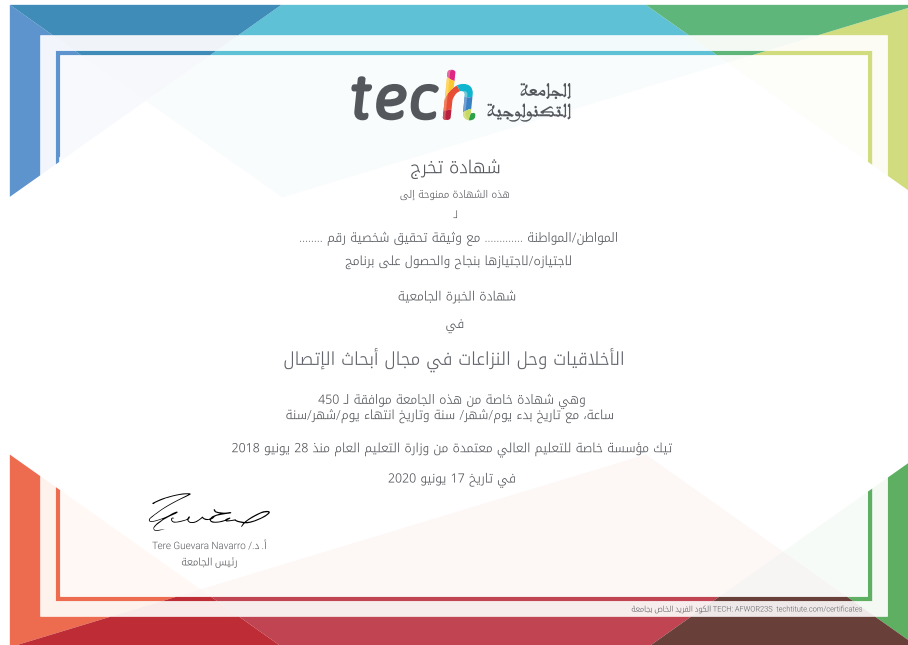 tech الجامعة
التكنولوجية
شهادة تخرج
هذه الشهادة ممنوحة إلى
لـ
المواطن/المواطنة ............ مع وثيقة تحقيق شخصية رقم ........
لاجتيازه/لاجتيازها بنجاح والحصول على برنامج
شهادة الخبرة الجامعية
في
الأخلاقيات وحل النزاعات في مجال أبحاث الإتصال
وهي شهادة خاصة من هذه الجامعة موافقة لـ 450
ساعة، مع تاريخ بدء يوم/شهر/ سنة وتاريخ انتهاء يوم/شهر/سنة
تيك مؤسسة خاصة للتعليم العالي معتمدة من وزارة التعليم العام منذ 28 يونيو 2018
في تاريخ 17 يونيو 2020
أ. د./ Tere Guevara Navarro
رئيس الجامعة
الكود الفريد الخاص بجامعة TECH: AFWOR23S techtitute.com/certificates